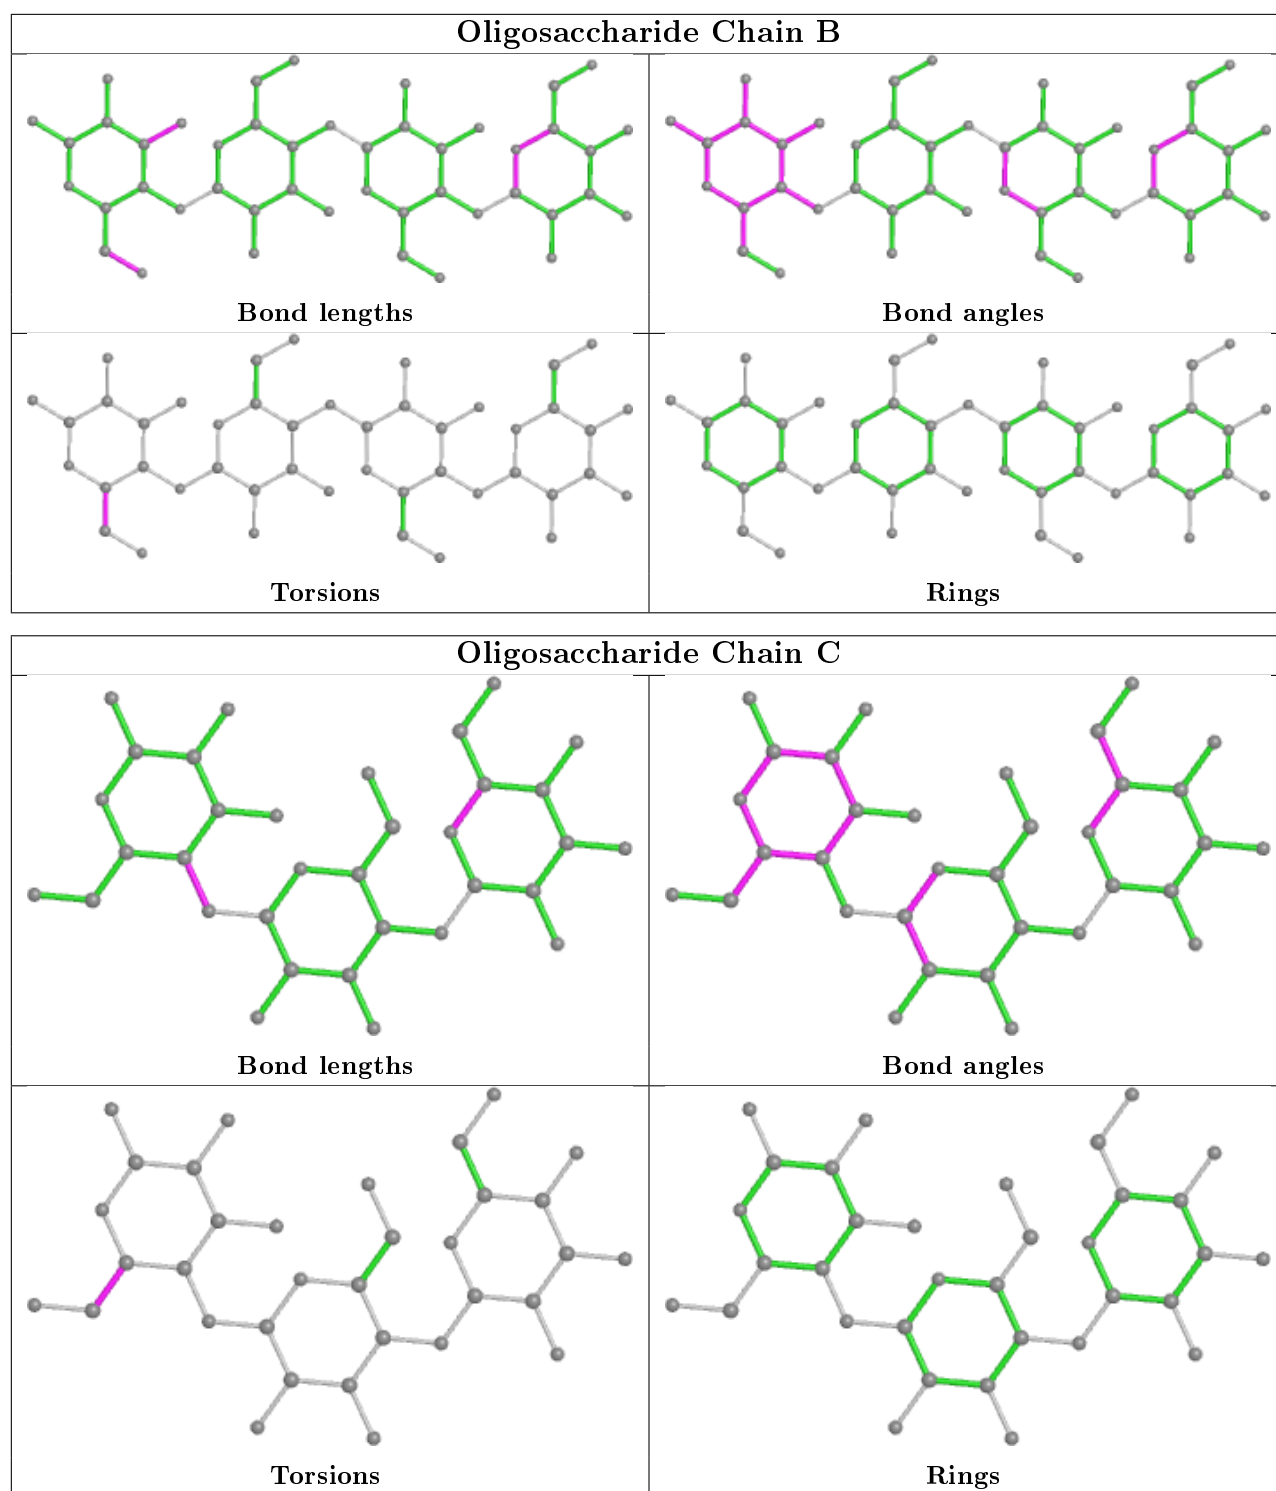 Oligosaccharide Chain B
Bond lengths
Bond angles
Torsions
Rings
Oligosaccharide Chain C
Bond lengths
Bond angles
Torsions
Rings